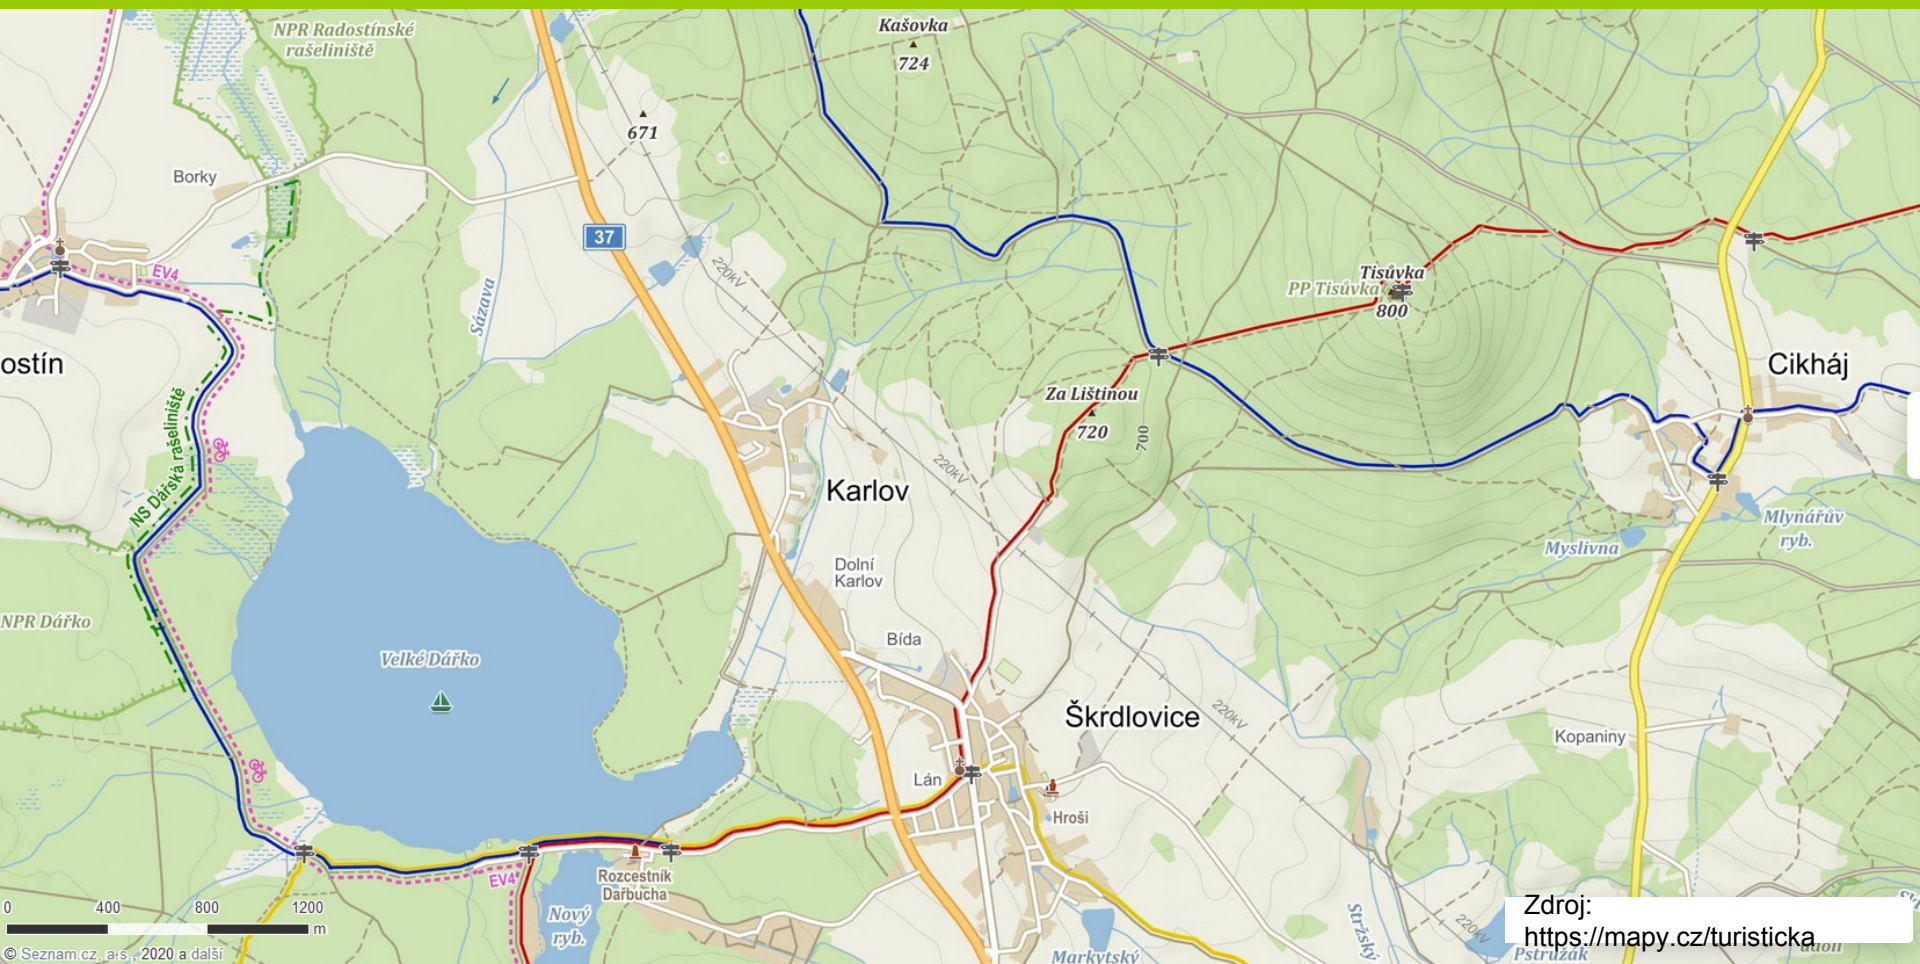 NPR Radostínské
rašeliniště
Kašovka
724
671
Borky
37
EV4
220kV
Sázava
Tisůvka
PP Tisůvka
800
ostín
Cikháj
Za Lištinou
720
700
NS Dářská rašeliniště
220kV
Karlov
Mlynářův
ryb.
Myslivna
Dolní
Karlov
NPR Dářko
Bída
Velké Dářko
Škrdlovice
220kV
Kopaniny
Lán
Hroši
EV4
Rozcestník
Dařbucha
Nový
ryb.
Stržský
220kV
Markytský
Pstružák
údolí
0 400 800 1200 m
© Seznam.cz, a.s., 2020 a další
Zdroj:
https://mapy.cz/turisticka